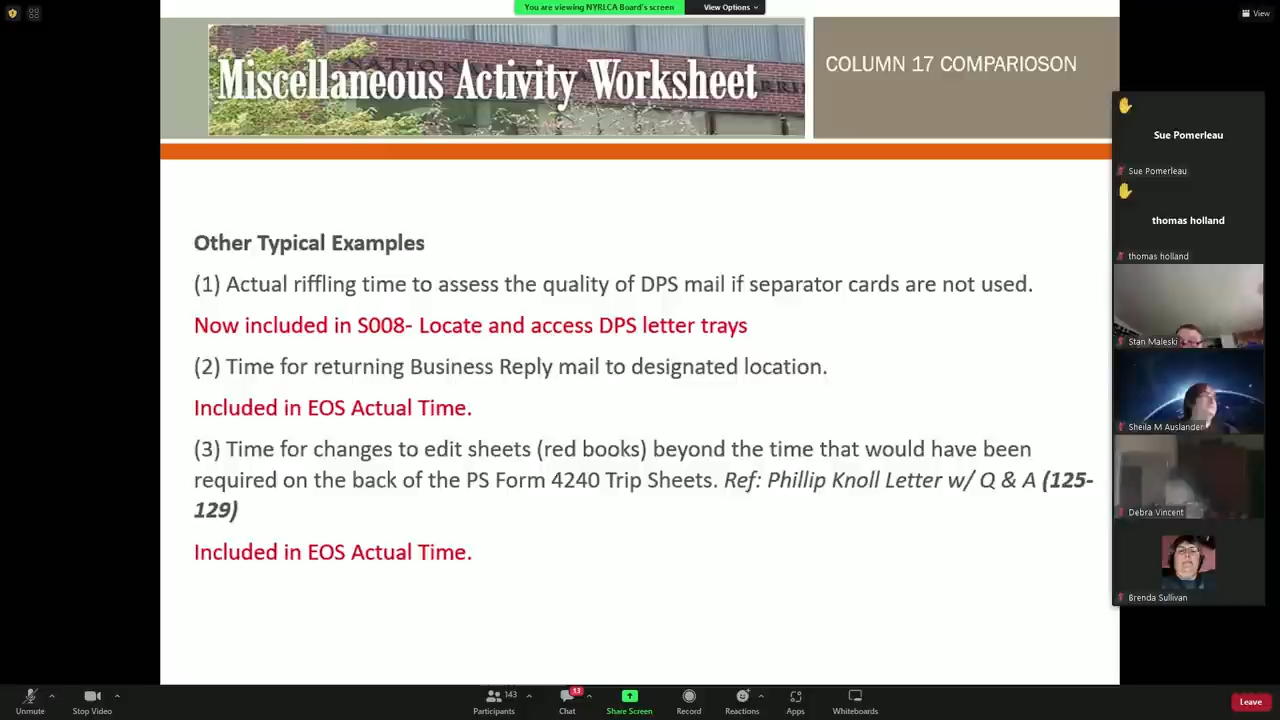 You are viewing NYRLCA Board's screen
View Options
View
Miscellaneous Activity Worksheet
COLUMN 17 COMPARIOSON
Other Typical Examples
(1) Actual riffling time to assess the quality of DPS mail if separator cards are not used.
Now included in S008- Locate and access DPS letter trays
(2) Time for returning Business Reply mail to designated location.
Included in EOS Actual Time.
(3) Time for changes to edit sheets (red books) beyond the time that would have been
required on the back of the PS Form 4240 Trip Sheets. Ref: Phillip Knoll Letter w/ Q & A (125-
129)
Included in EOS Actual Time.
Sue Pomerleau
Sue Pomerleau
thomas holland
thomas holland
Stan Maleski
Sheila M Auslander
Debra Vincent
Brenda Sullivan
Unmute
Stop Video
143
Participants
13
Chat
Share Screen
Record
Reactions
Apps
Whiteboards
Leave